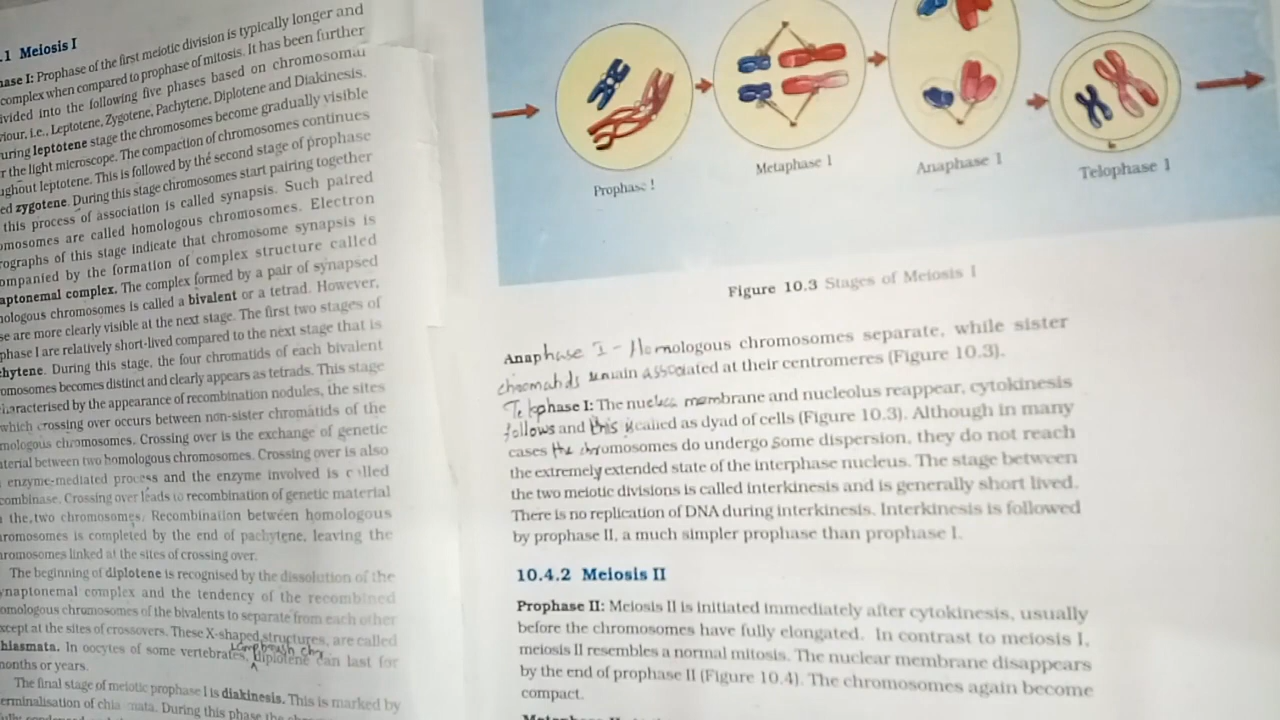 .1 Meiosis I
hase I: Prophase of the first meiotic division is typically longer and
complex when compared to prophase of mitosis. It has been further
ivided into the following five phases based on chromosomal
viour, i.e., Leptotene, Zygotene, Pachytene, Diplotene and Diakinesis.
uring leptotene stage the chromosomes become gradually visible
r the light microscope. The compaction of chromosomes continues
ughout leptotene. This is followed by the second stage of prophase
ed zygotene. During this stage chromosomes start pairing together
this process of association is called synapsis. Such paired
omosomes are called homologous chromosomes. Electron
rographs of this stage indicate that chromosome synapsis is
ompanied by the formation of complex structure called
aptonemal complex. The complex formed by a pair of synapsed
ologous chromosomes is called a bivalent or a tetrad. However,
se are more clearly visible at the next stage. The first two stages of
phase I are relatively short-lived compared to the next stage that is
chytene. During this stage, the four chromatids of each bivalent
omosomes becomes distinct and clearly appears as tetrads. This stage
haracterised by the appearance of recombination nodules, the sites
which crossing over occurs between non-sister chromatids of the
mologous chromosomes. Crossing over is the exchange of genetic
terial between two homologous chromosomes. Crossing over is also
enzyme-mediated process and the enzyme involved is c lled
combinase. Crossing over leads to recombination of genetic material
the two chromosomes. Recombination between homologous
romosomes is completed by the end of pachytene, leaving the
romosomes linked at the sites of crossing over.
The beginning of diplotene is recognised by the dissolution of the
ynaptonemal complex and the tendency of the recombined
omologous chromosomes of the bivalents to separate from each other
xcept at the sites of crossovers. These X-shaped structures, are called
hiasmata. In oocytes of some vertebrates, diplotene can last for
months or years.
The final stage of meiotic prophase I is diakinesis. This is marked by
erminalisation of chia mata. During this phase the
Prophase I
Metaphase I
Anaphase I
Telophase I
Figure 10.3 Stages of Meiosis I
Anaphase I - Homologous chromosomes separate, while sister
chromatids remain associated at their centromeres (Figure 10.3).
Telophase I: The nuclear membrane and nucleolus reappear, cytokinesis
follows and this is called as dyad of cells (Figure 10.3). Although in many
cases the chromosomes do undergo some dispersion, they do not reach
the extremely extended state of the interphase nucleus. The stage between
the two meiotic divisions is called interkinesis and is generally short lived.
There is no replication of DNA during interkinesis. Interkinesis is followed
by prophase II, a much simpler prophase than prophase I.
10.4.2 Meiosis II
Prophase II: Meiosis II is initiated immediately after cytokinesis, usually
before the chromosomes have fully elongated. In contrast to meiosis I,
meiosis II resembles a normal mitosis. The nuclear membrane disappears
by the end of prophase II (Figure 10.4). The chromosomes again become
compact.